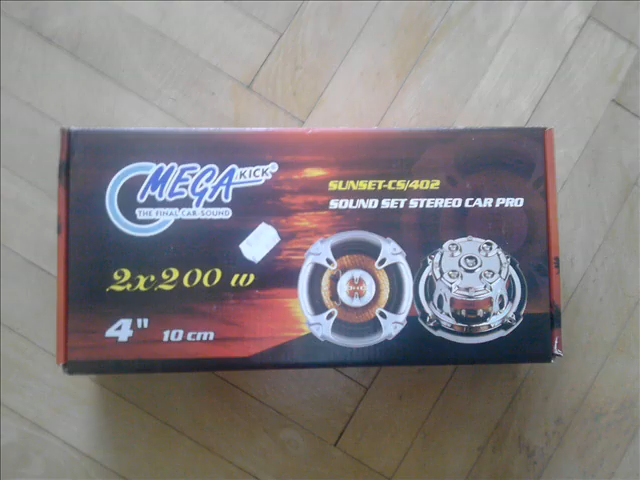 MEGA KICK®
THE FINAL CAR SOUND
SUNSET-CS/402
SOUND SET STEREO CAR PRO
2x200 w
4" 10 cm